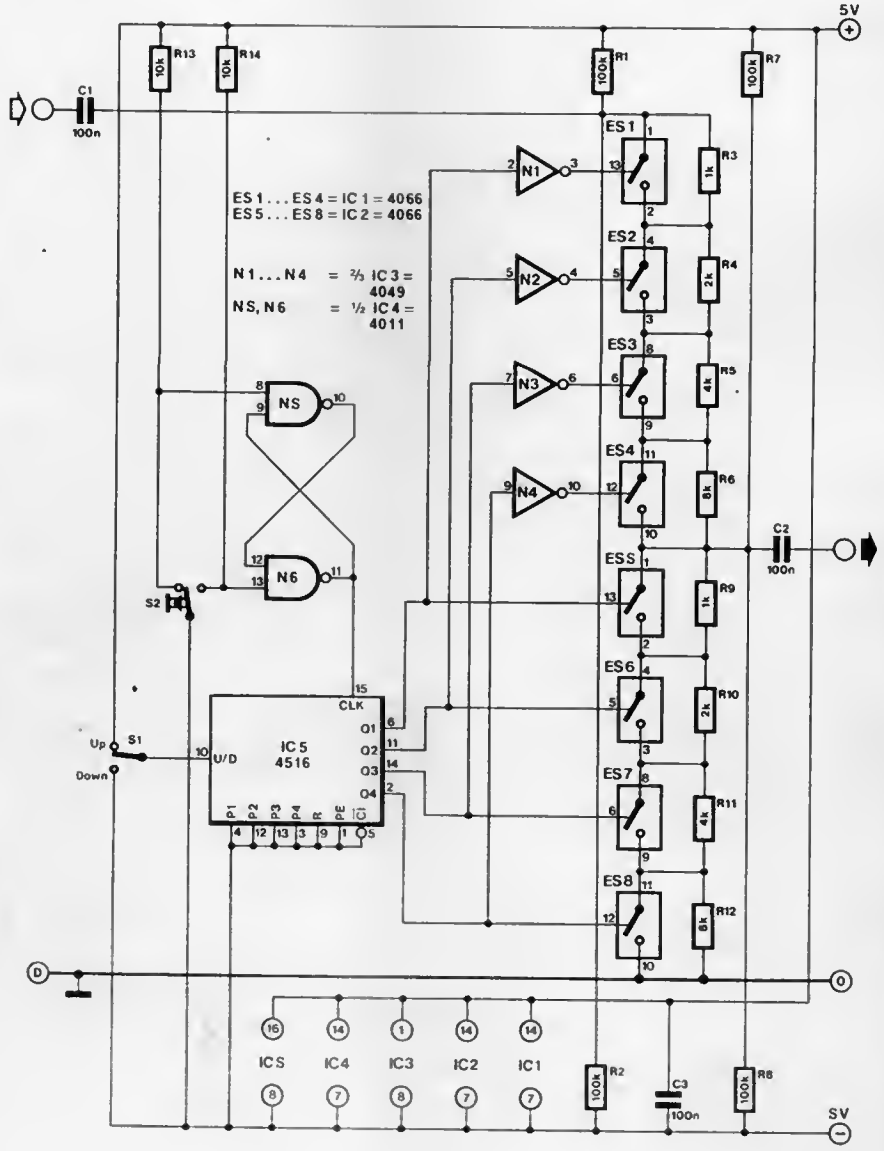 5V
+
R13
10k
R14
10k
R1
100k
R7
100k
C1
100n
ES1
1
13
2
N1
2
3
R3
1k
ES1...ES4 = IC1 = 4066
ES5...ES8 = IC2 = 4066
N1...N4 = ⅔ IC3 =
4049
NS, N6 = ½ IC4 =
4011
ES2
4
5
3
N2
5
4
R4
2k
ES3
8
6
9
N3
7
6
R5
4k
ES4
11
12
10
N4
9
10
R6
8k
8
9
NS
10
12
13
N6
11
C2
100n
S2
ESS
1
13
2
R9
1k
ES6
4
5
3
R10
2k
15
CLK
Up
S1
Down
10
U/D
IC5
4516
Q1
6
Q2
11
Q3
14
Q4
2
P1
P2
P3
P4
R
PE
CI
4
12
13
3
9
1
5
ES7
8
6
9
R11
4k
ES8
11
12
10
R12
8k
D
0
16
14
1
14
14
ICS
IC4
IC3
IC2
IC1
8
7
8
7
7
R2
100k
C3
100n
R8
100k
SV
−